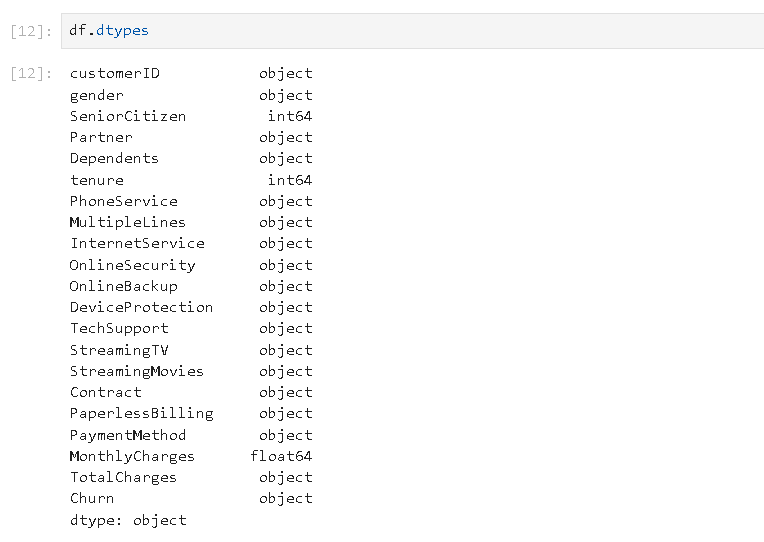 [12]: df.dtypes
[12]: customerID object
gender object
SeniorCitizen int64
Partner object
Dependents object
tenure int64
PhoneService object
MultipleLines object
InternetService object
OnlineSecurity object
OnlineBackup object
DeviceProtection object
TechSupport object
StreamingTV object
StreamingMovies object
Contract object
PaperlessBilling object
PaymentMethod object
MonthlyCharges float64
TotalCharges object
Churn object
dtype: object